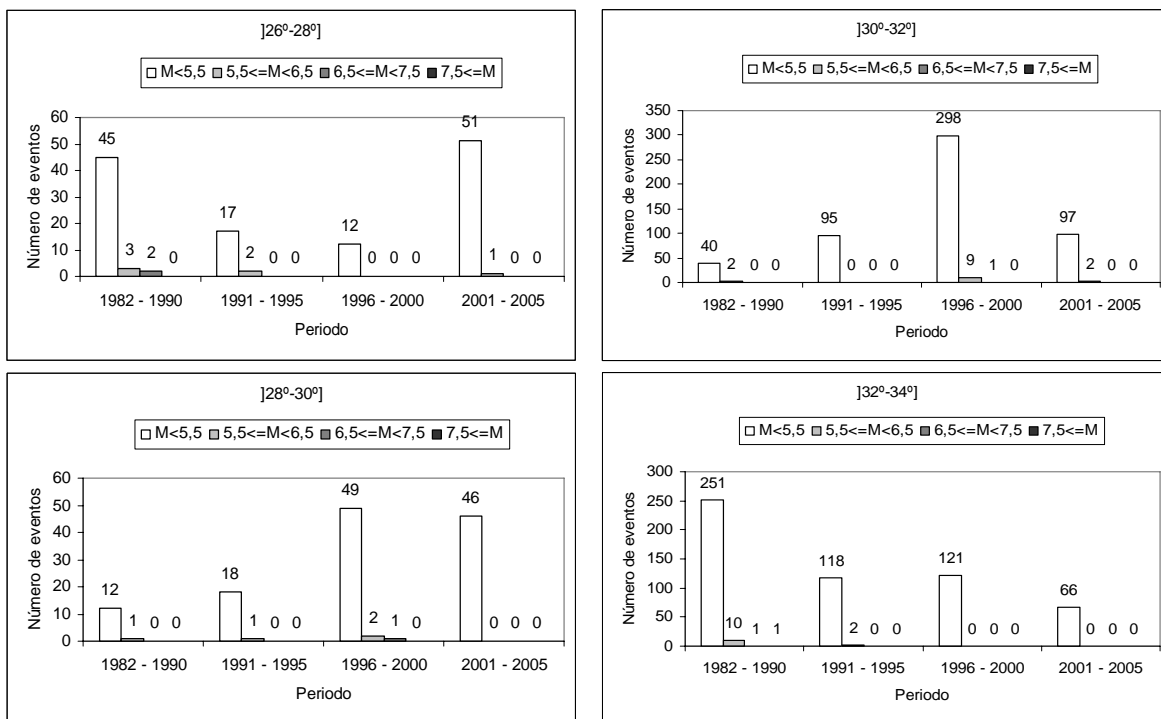 ]26º-28º]
M<5,5 5,5<=M<6,5 6,5<=M<7,5 7,5<=M
Número de eventos
60
50
40
30
20
10
0
45 3 2 0
17 2 0 0
12 0 0 0
51 1 0 0
1982 - 1990 1991 - 1995 1996 - 2000 2001 - 2005
Periodo
]30º-32º]
M<5,5 5,5<=M<6,5 6,5<=M<7,5 7,5<=M
Número de eventos
350
300
250
200
150
100
50
0
40 2 0 0
95 0 0 0
298 9 1 0
97 2 0 0
1982 - 1990 1991 - 1995 1996 - 2000 2001 - 2005
Periodo
]28º-30º]
M<5,5 5,5<=M<6,5 6,5<=M<7,5 7,5<=M
Número de eventos
60
50
40
30
20
10
0
12 1 0 0
18 1 0 0
49 2 1 0
46 0 0 0
1982 - 1990 1991 - 1995 1996 - 2000 2001 - 2005
Periodo
]32º-34º]
M<5,5 5,5<=M<6,5 6,5<=M<7,5 7,5<=M
Número de eventos
300
250
200
150
100
50
0
251 10 1 1
118 2 0 0
121 0 0 0
66 0 0 0
1982 - 1990 1991 - 1995 1996 - 2000 2001 - 2005
Periodo